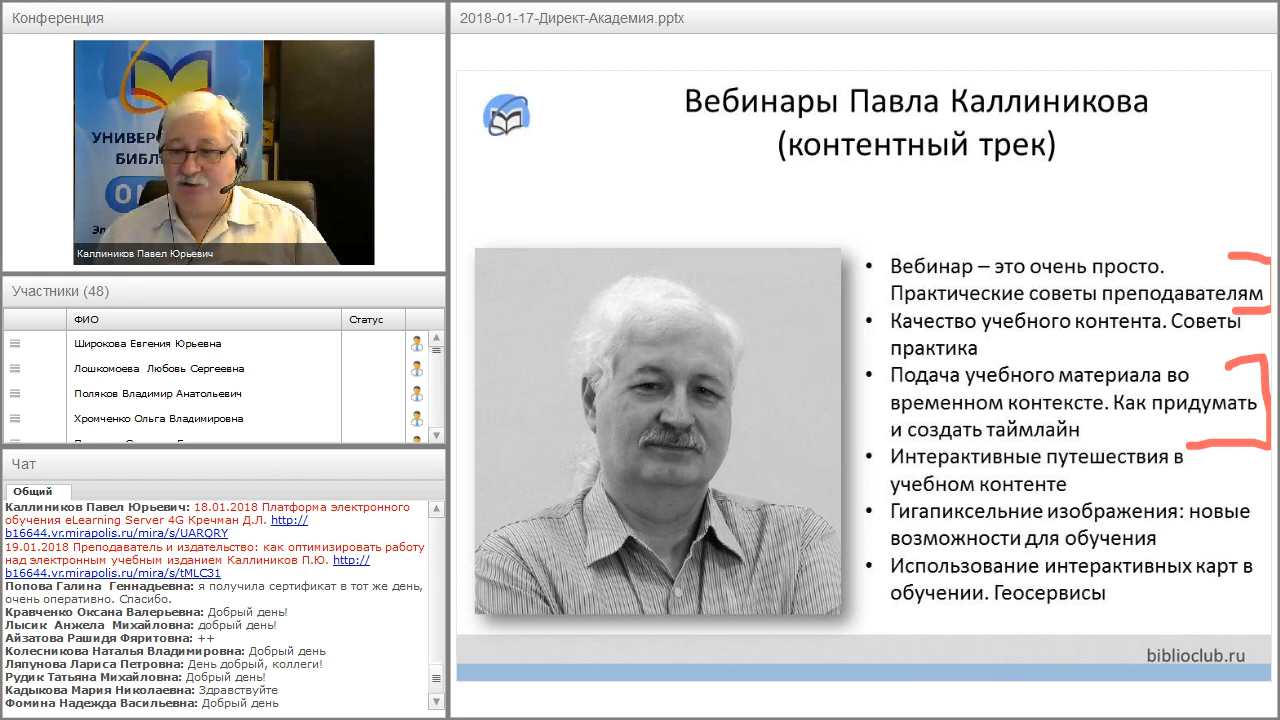 Конференция
УНИВЕР
БИБЛ
Эл
Каллиников Павел Юрьевич
Участники (48)
ФИО
Статус
Широкова Евгения Юрьевна
Лошкомоева Любовь Сергеевна
Поляков Владимир Анатольевич
Хромченко Ольга Владимировна
Чат
Общий
Каллиников Павел Юрьевич: 18.01.2018 Платформа электронного
обучения eLearning Server 4G Кречман Д.Л. http://
b16644.vr.mirapolis.ru/mira/s/UARQRY
19.01.2018 Преподаватель и издательство: как оптимизировать работу
над электронным учебным изданием Каллиников П.Ю. http://
b16644.vr.mirapolis.ru/mira/s/tMLC31
Попова Галина Геннадьевна: я получила сертификат в тот же день,
очень оперативно. Спасибо.
Кравченко Оксана Валерьевна: Добрый день!
Лысик Анжела Михайловна: добрый день!
Айзатова Рашидя Фяритовна: ++
Колесникова Наталья Владимировна: Добрый день
Ляпунова Лариса Петровна: День добрый, коллеги!
Рудик Татьяна Михайловна: Добрый день!
Кадыкова Мария Николаевна: Здравствуйте
Фомина Надежда Васильевна: Добрый день
2018-01-17-Директ-Академия.pptx
Вебинары Павла Каллиникова
(контентный трек)
• Вебинар – это очень просто.
Практические советы преподавателям
• Качество учебного контента. Советы
практика
• Подача учебного материала во
временном контексте. Как придумать
и создать таймлайн
• Интерактивные путешествия в
учебном контенте
• Гигапиксельние изображения: новые
возможности для обучения
• Использование интерактивных карт в
обучении. Геосервисы
biblioclub.ru